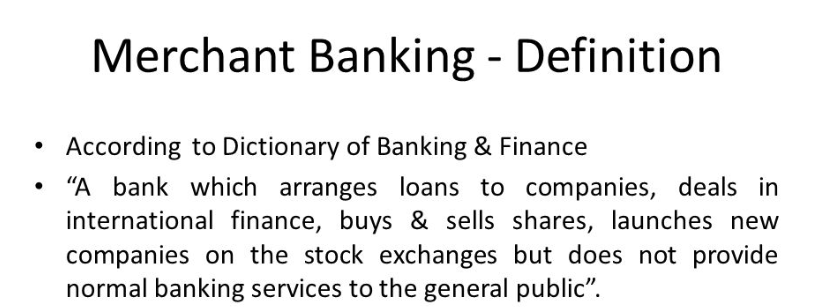 Merchant Banking - Definition
• According to Dictionary of Banking & Finance
• “A bank which arranges loans to companies, deals in
international finance, buys & sells shares, launches new
companies on the stock exchanges but does not provide
normal banking services to the general public”.